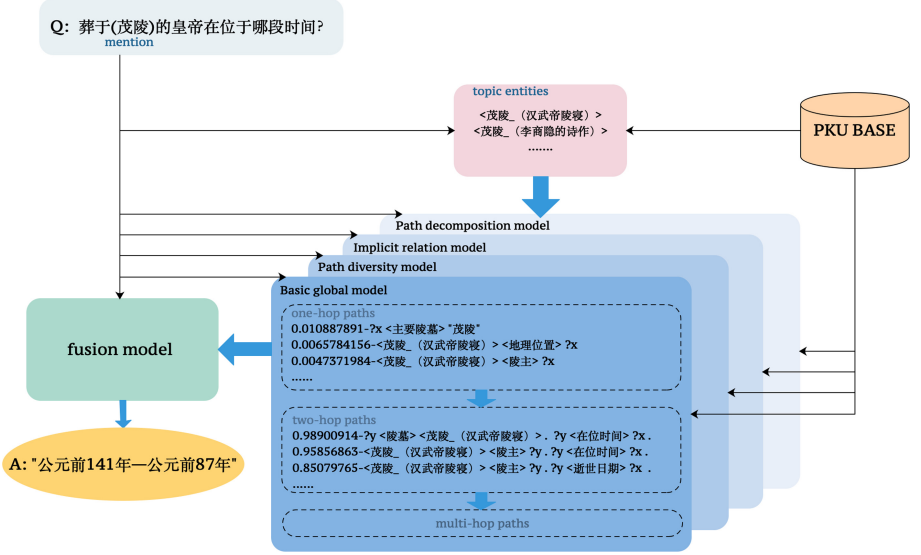 Q: 葬于(茂陵)的皇帝在位于哪段时间?
mention
topic entities
<茂陵_（汉武帝陵寝）>
<茂陵_（李商隐的诗作）>
.......
PKU BASE
Path decomposition model
Implicit relation model
Path diversity model
Basic global model
one-hop paths
0.010887891-?x <主要陵墓> "茂陵"
0.0065784156-<茂陵_（汉武帝陵寝）> <地理位置> ?x
0.0047371984-<茂陵_（汉武帝陵寝）> <陵主> ?x
......
fusion model
two-hop paths
0.98900914-?y <陵墓> <茂陵_（汉武帝陵寝）> . ?y <在位时间> ?x .
0.95856863-<茂陵_（汉武帝陵寝）> <陵主> ?y . ?y <在位时间> ?x .
0.85079765-<茂陵_（汉武帝陵寝）> <陵主> ?y . ?y <逝世日期> ?x .
......
A: "公元前141年—公元前87年"
multi-hop paths